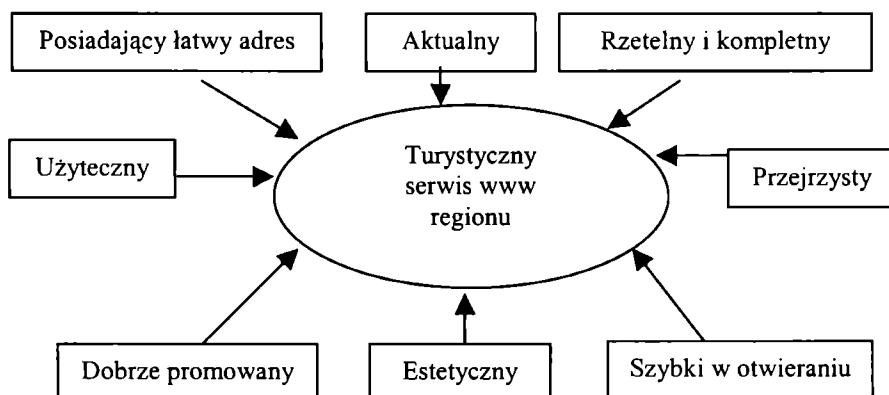 Posiadający łatwy adres
Aktualny
Rzetelny i kompletny
Użyteczny
Turystyczny
serwis www
regionu
Przejrzysty
Dobrze promowany
Estetyczny
Szybki w otwieraniu